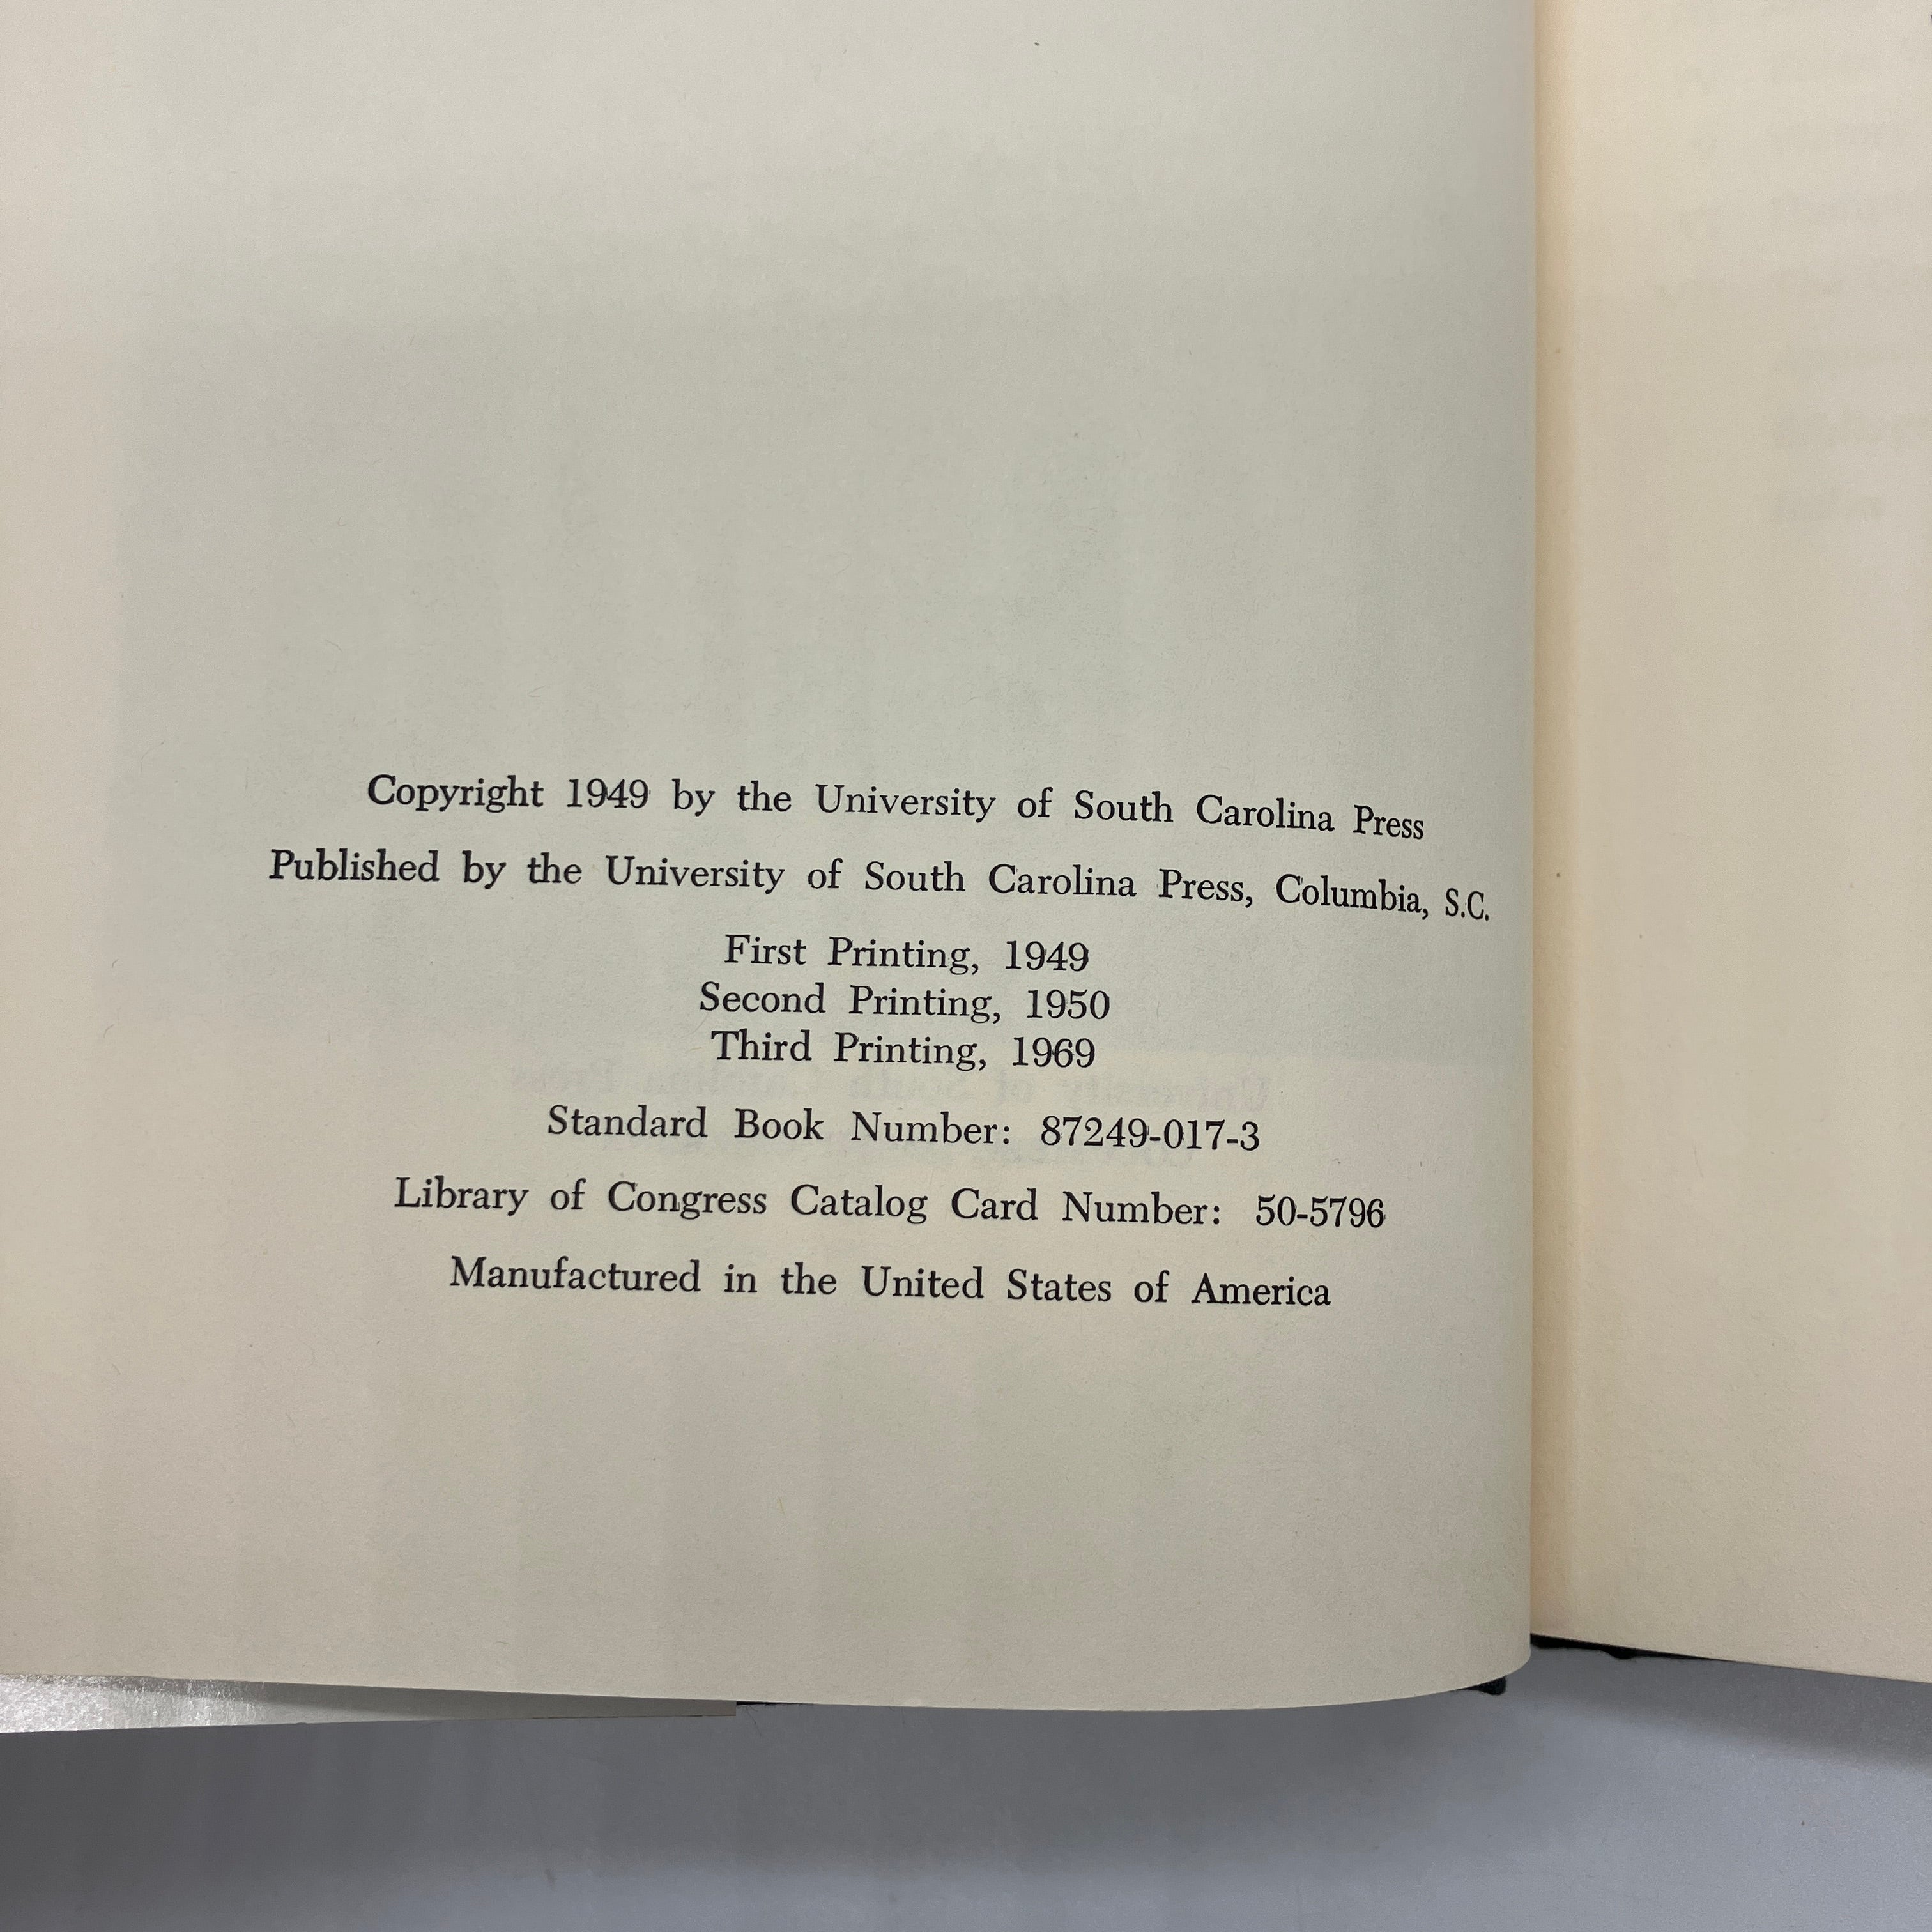 Copyright 1949 by the University of South Carolina Press
Published by the University of South Carolina Press, Columbia, S.C.
First Printing, 1949
Second Printing, 1950
Third Printing, 1969
Standard Book Number: 87249-017-3
Library of Congress Catalog Card Number: 50-5796
Manufactured in the United States of America